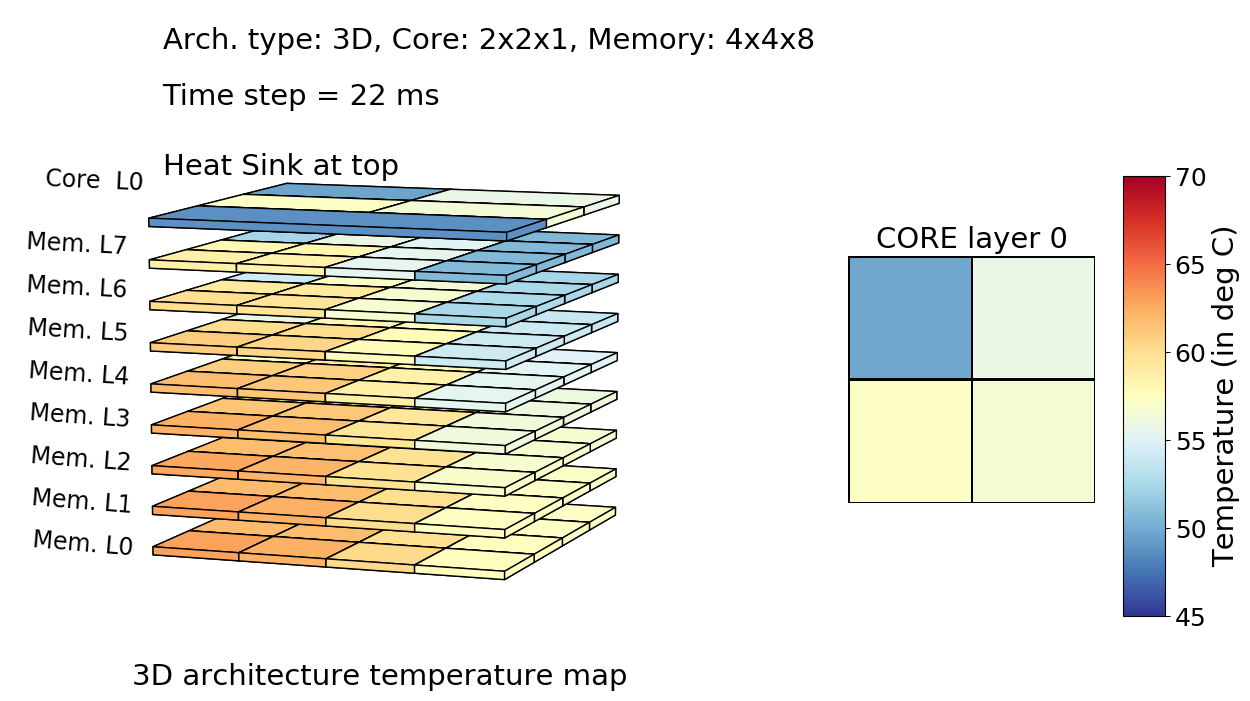 Arch. type: 3D, Core: 2x2x1, Memory: 4x4x8
Time step = 22 ms
Heat Sink at top
Core  L0
Mem. L7
Mem. L6
Mem. L5
Mem. L4
Mem. L3
Mem. L2
Mem. L1
Mem. L0
3D architecture temperature map
CORE layer 0
70
65
60
55
50
45
Temperature (in deg C)